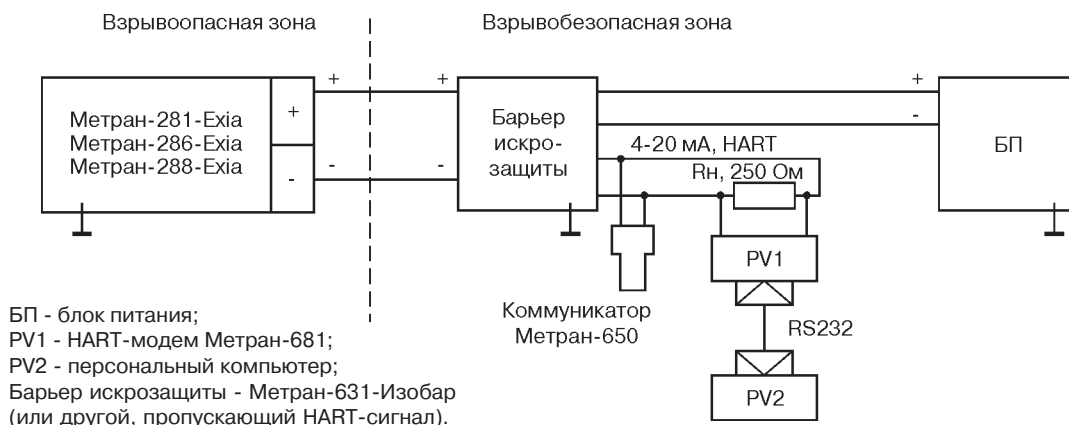 Взрывоопасная зона
Взрывобезопасная зона
+
+
+
Метран-281-Exia
Метран-286-Exia
Метран-288-Exia
+
-
-
-
Барьер
искро-
защиты
-
БП
4-20 мА, HART
Rн, 250 Ом
PV1
Коммуникатор
Метран-650
RS232
PV2
БП - блок питания;
PV1 - HART-модем Метран-681;
PV2 - персональный компьютер;
Барьер искрозащиты - Метран-631-Изобар
(или другой, пропускающий HART-сигнал).